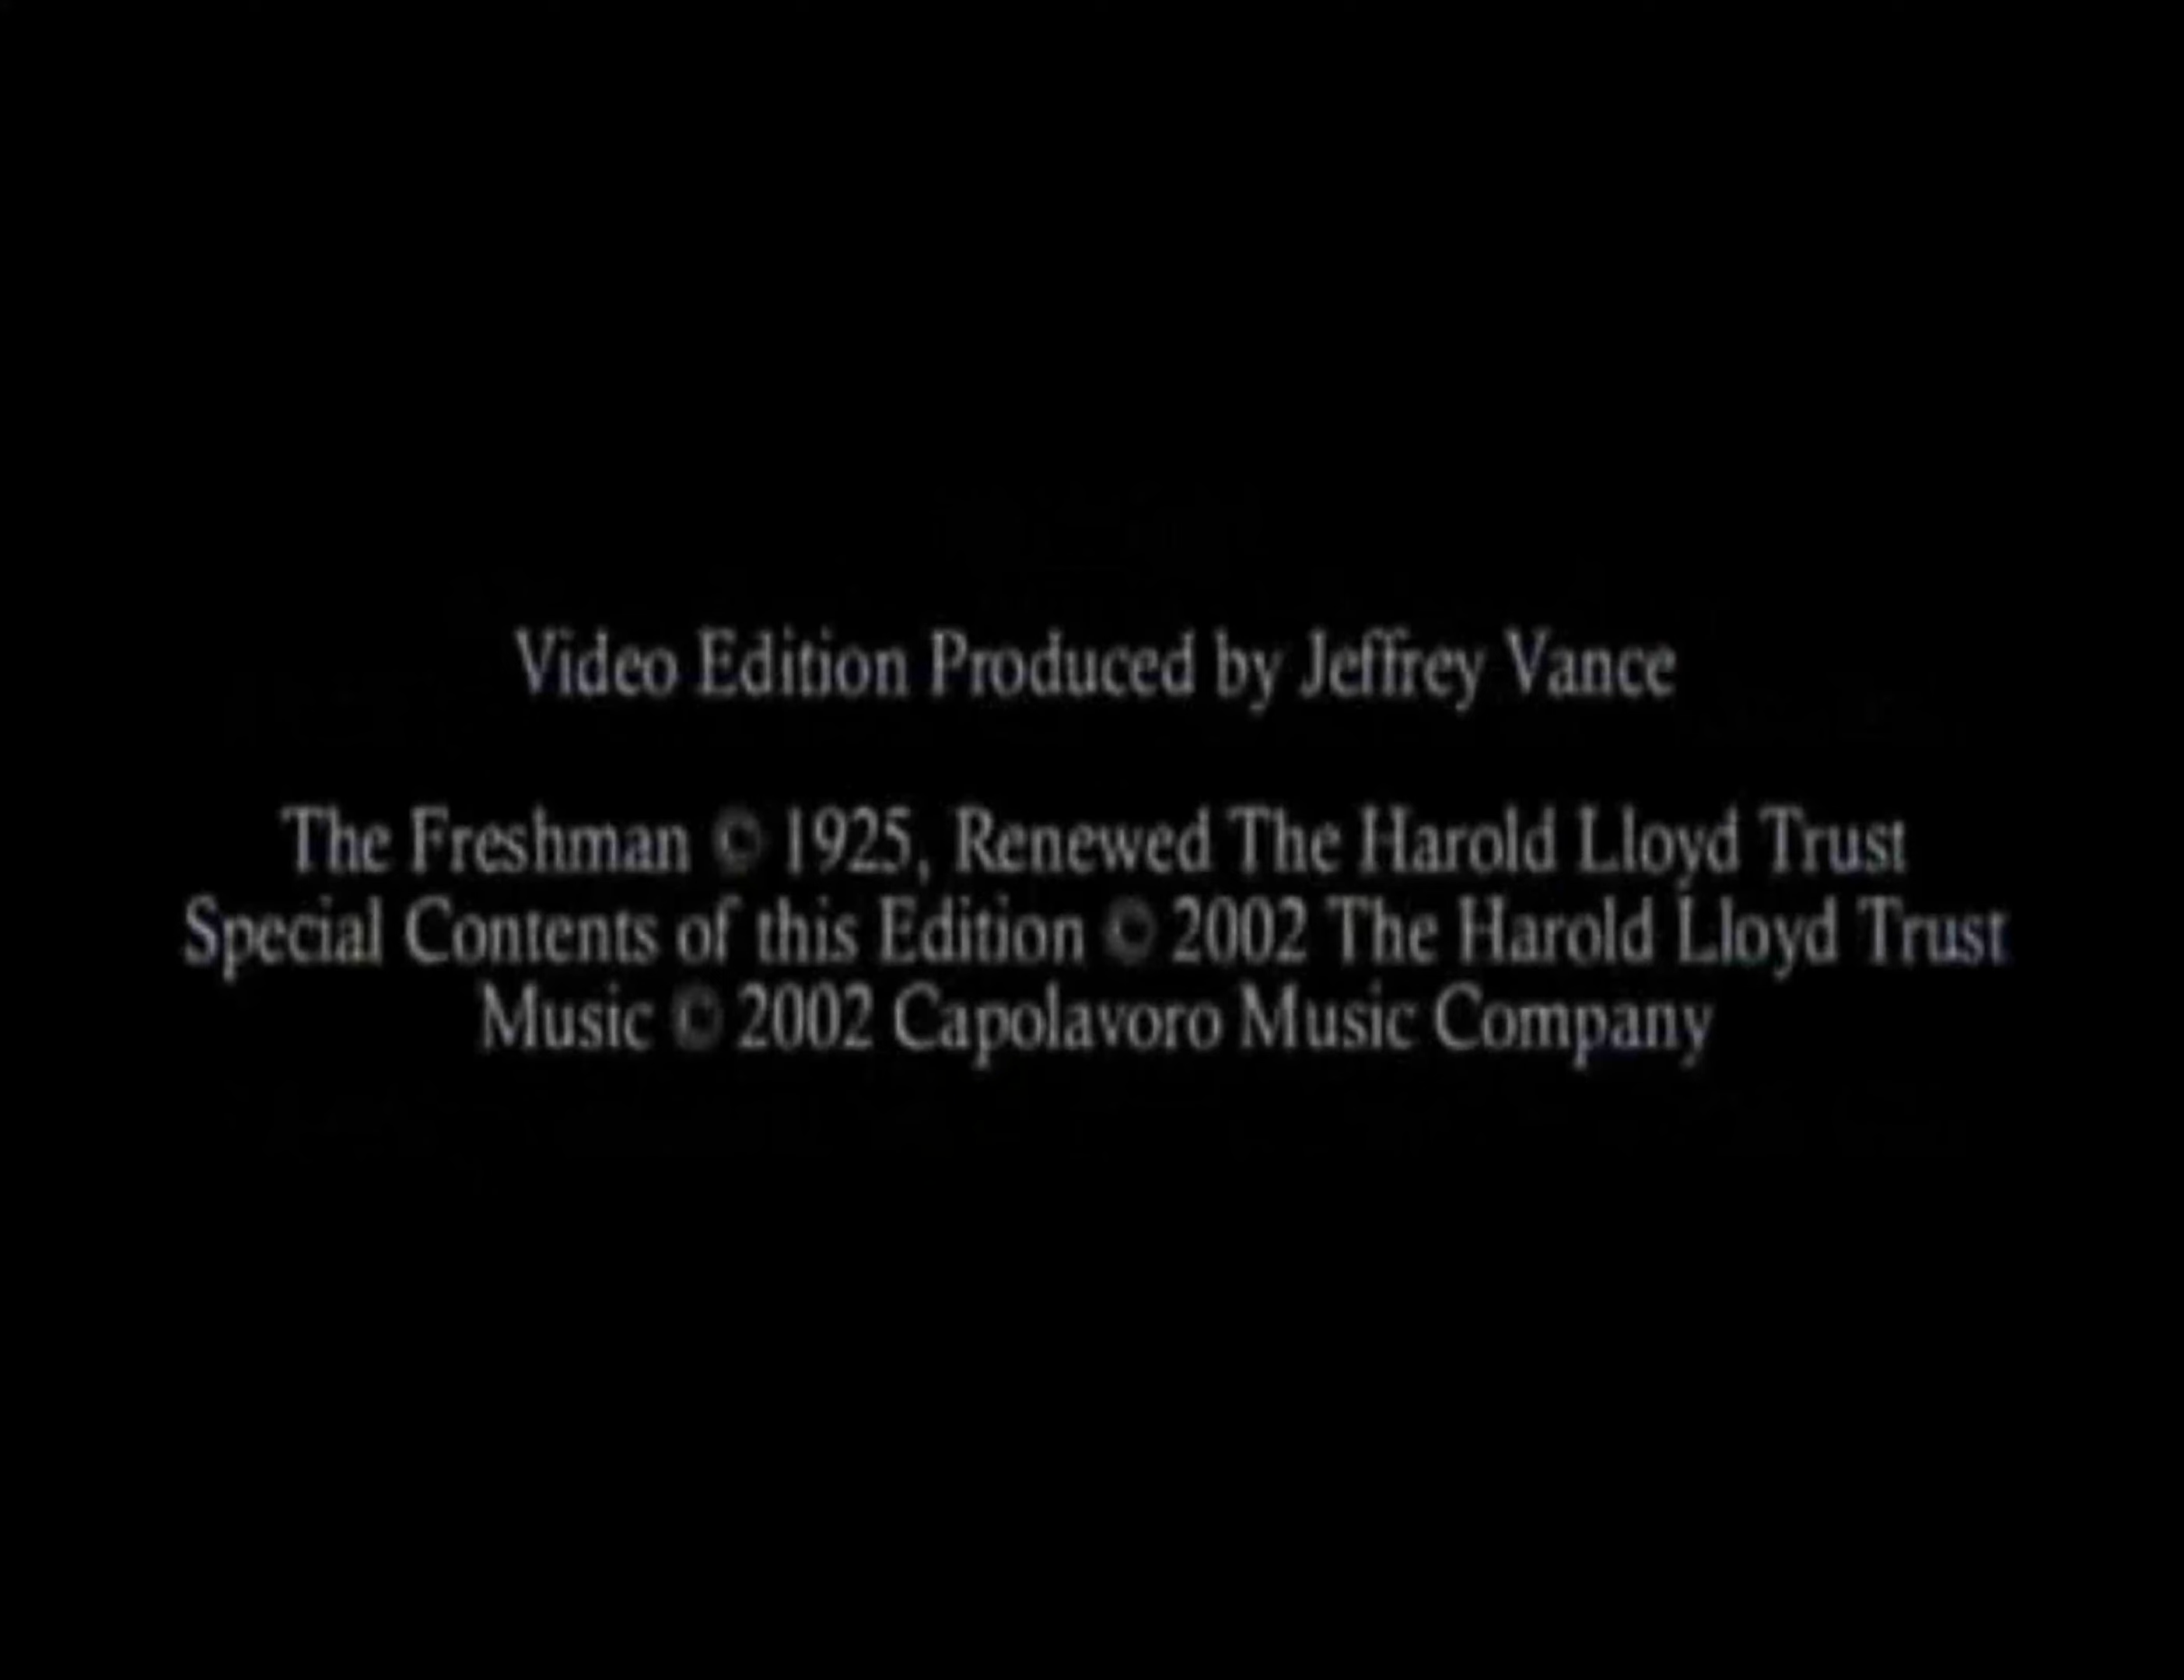 Video Edition Produced by Jeffrey Vance
The Freshman © 1925, Renewed The Harold Lloyd Trust
Special Contents of this Edition © 2002 The Harold Lloyd Trust
Music © 2002 Capolavoro Music Company